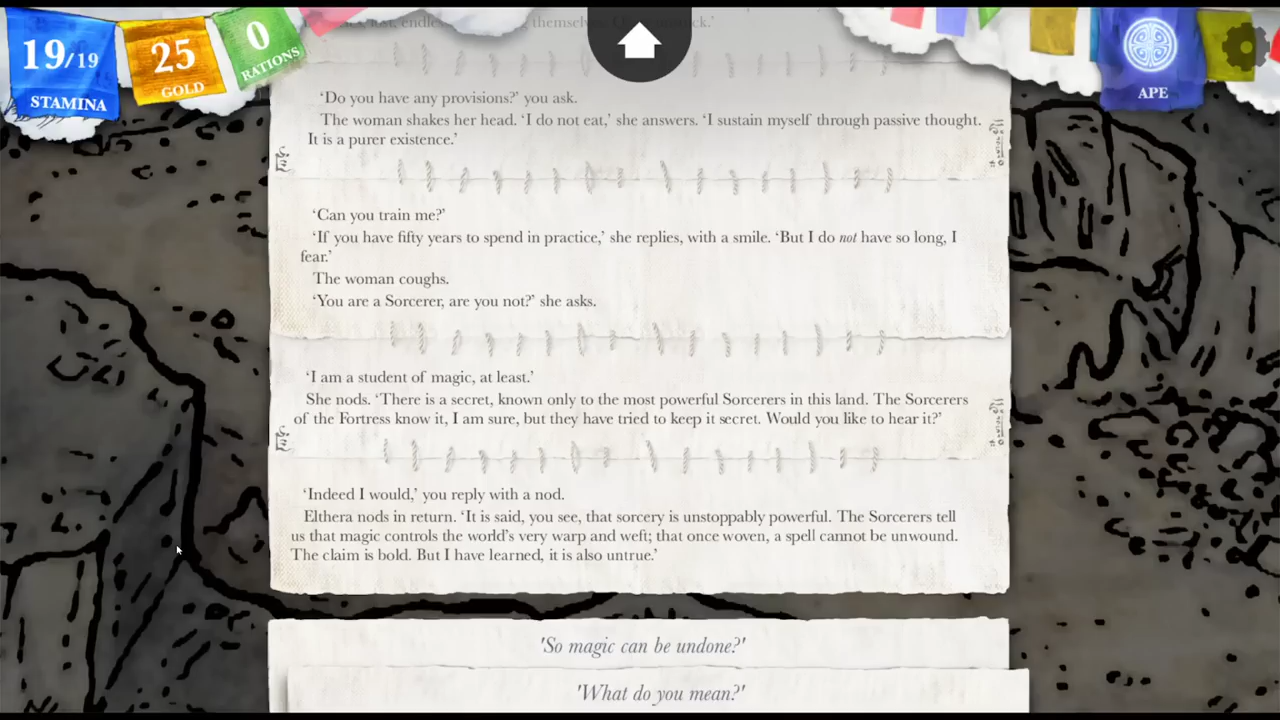 19/19
STAMINA
25
GOLD
0
RATIONS
APE
‘Do you have any provisions?’ you ask.
The woman shakes her head. ‘I do not eat,’ she answers. ‘I sustain myself through passive thought.
It is a purer existence.’
‘Can you train me?’
‘If you have fifty years to spend in practice,’ she replies, with a smile. ‘But I do not have so long, I
fear.’
The woman coughs.
‘You are a Sorcerer, are you not?’ she asks.
‘I am a student of magic, at least.’
She nods. ‘There is a secret, known only to the most powerful Sorcerers in this land. The Sorcerers
of the Fortress know it, I am sure, but they have tried to keep it secret. Would you like to hear it?’
‘Indeed I would,’ you reply with a nod.
Elthera nods in return. ‘It is said, you see, that sorcery is unstoppably powerful. The Sorcerers tell
us that magic controls the world’s very warp and weft; that once woven, a spell cannot be unwound.
The claim is bold. But I have learned, it is also untrue.’
'So magic can be undone?'
'What do you mean?'